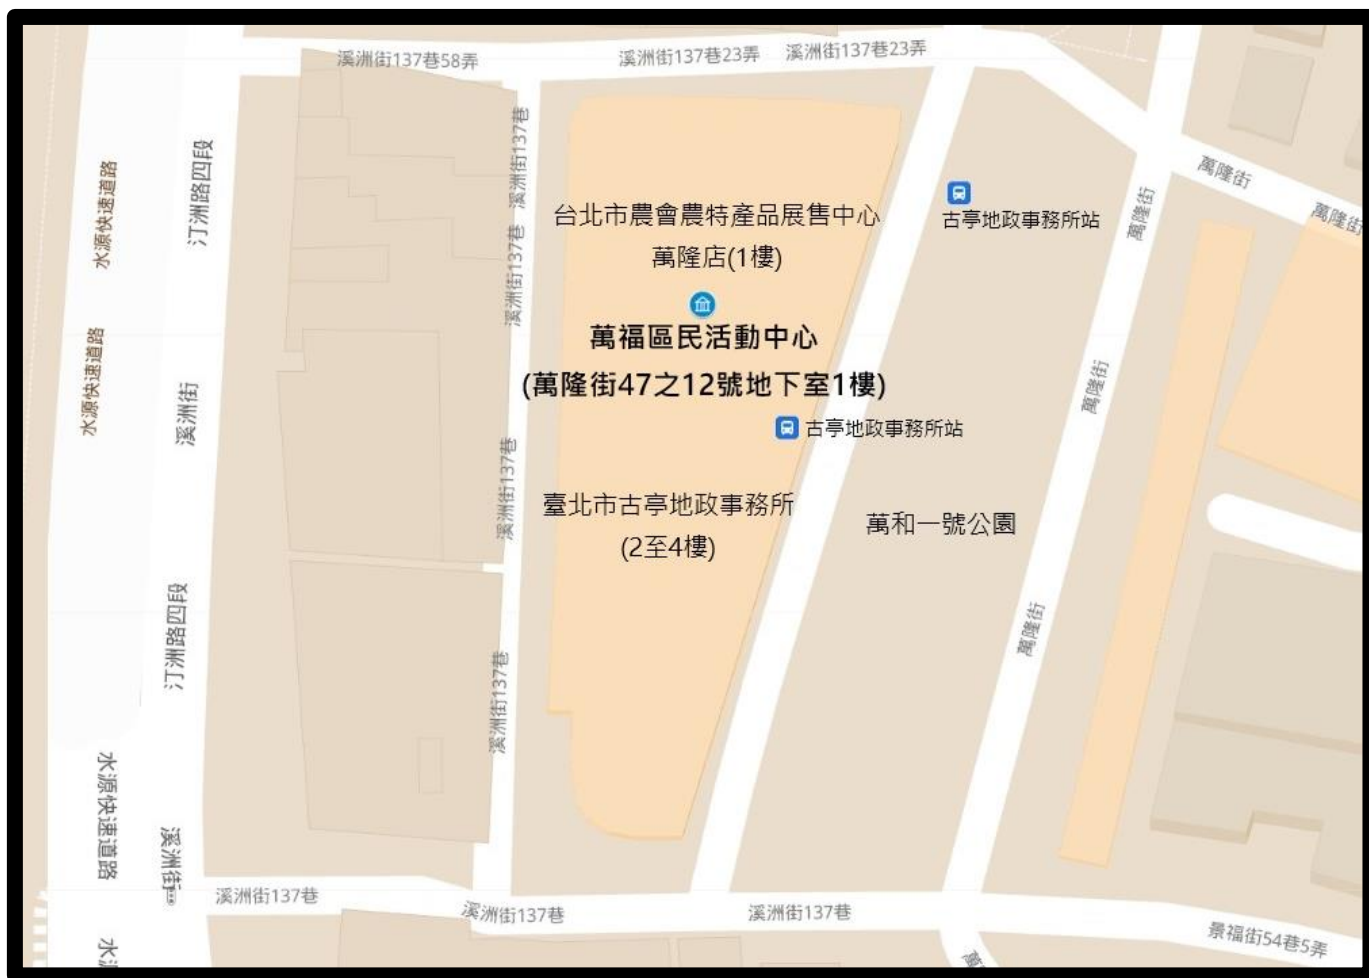 溪洲街137巷58弄
溪洲街137巷23弄
溪洲街137巷23弄
溪洲街137巷
水源快速道路
汀洲路四段
萬隆街
萬隆街
萬隆街
古亭地政事務所站
台北市農會農特產品展售中心
萬隆店(1樓)
溪洲街137巷
萬福區民活動中心
(萬隆街47之12號地下室1樓)
水源快速道路
溪洲街
萬隆街
古亭地政事務所站
溪洲街137巷
臺北市古亭地政事務所
(2至4樓)
萬和一號公園
汀洲路四段
萬隆街
溪洲街137巷
水源快速道路
溪洲街
溪洲街137巷
溪洲街137巷
溪洲街137巷
景福街54巷5弄
水
萬